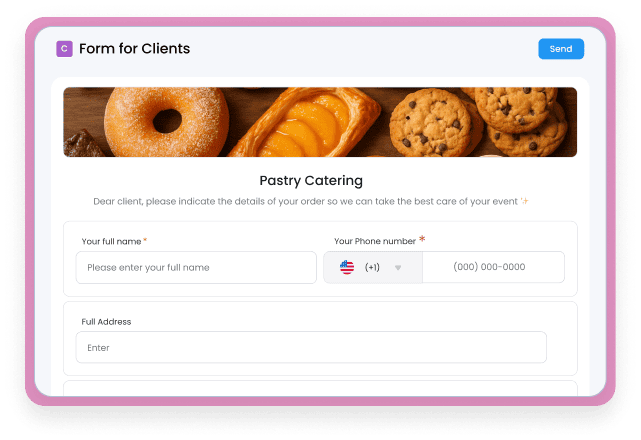 C Form for Clients
Send
Pastry Catering
Dear client, please indicate the details of your order so we can take the best care of your event ✨
Your full name *
Your Phone number *
Please enter your full name
(+1)
(000) 000-0000
Full Address
Enter